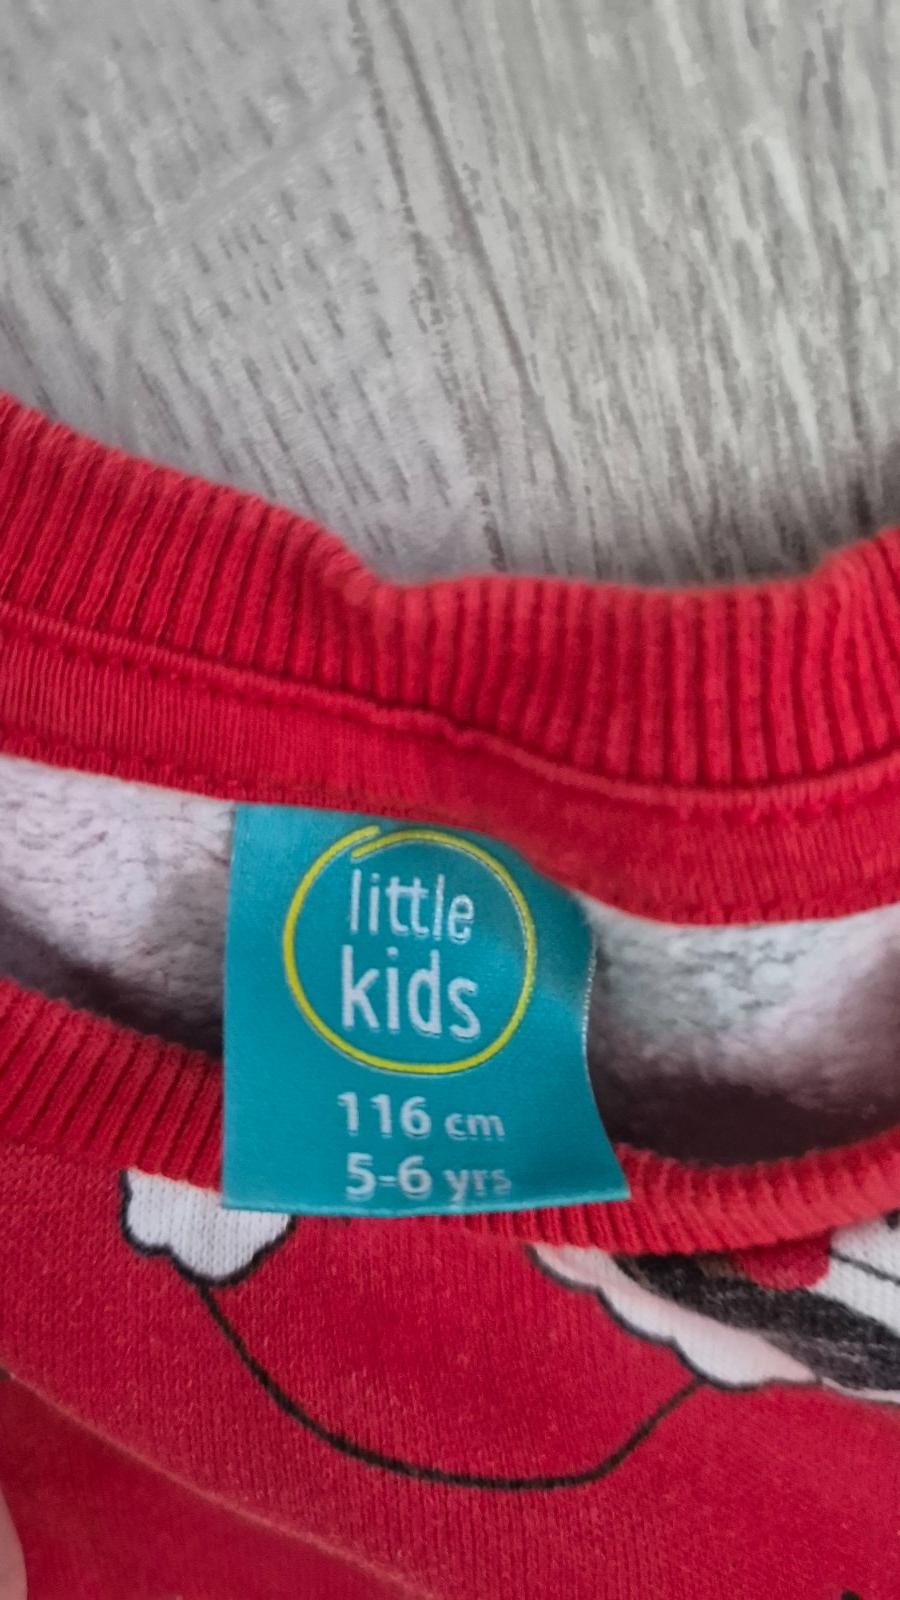 little
kids
116 cm
5-6 yrs